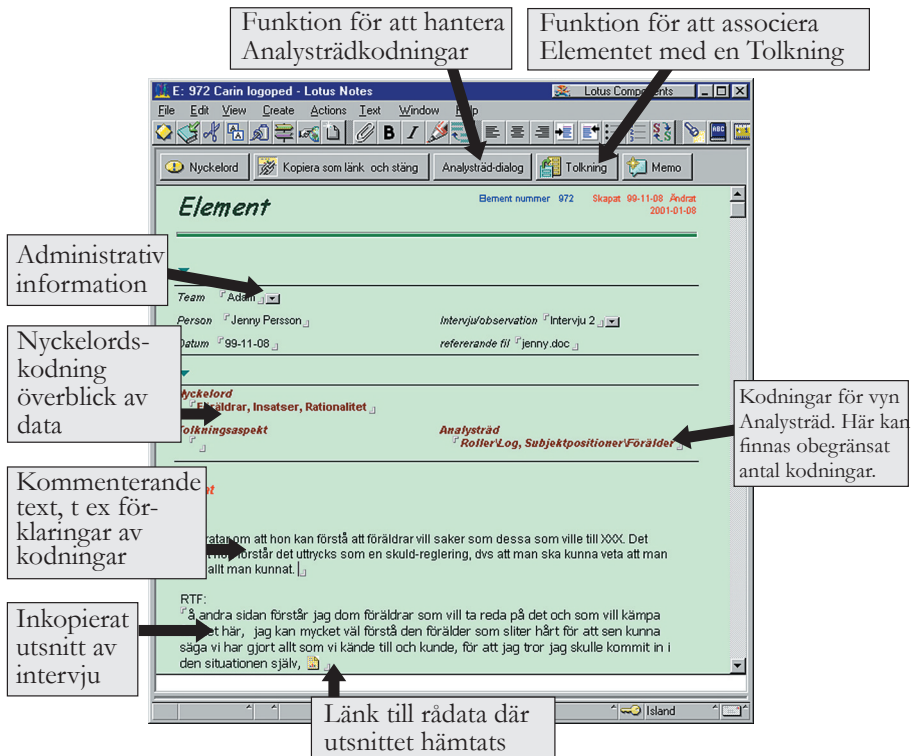 Funktion för att hantera
Analysträdkodningar
Funktion för att associera
Elementet med en Tolkning
E: 972 Carin logoped - Lotus Notes
Lotus Components
File Edit View Create Actions Text Window
Nyckelord
Kopiera som länk och stäng
Analysträd-dialog
Tolkning
Memo
Element
Element nummer 972
Skapat 99-11-08 Ändrat
2001-01-08
Administrativ
information
Team Adam
Person Jenny Persson
Intervju/observation Intervju 2
Datum 99-11-08
refererande fil jenny.doc
Nyckelords-
kodning
överblick av
data
Nyckelord
Föräldrar, Insatser, Rationalitet
Tolkningsaspekt
Analysträd
Roller\Log, Subjektpositioner\Förälder
Kodningar för vyn
Analysträd. Här kan
finnas obegränsat
antal kodningar.
Kommenterande
text, t ex för-
klaringar av
kodningar
om att hon kan förstå att föräldrar vill saker som dessa som ville till XXX. Det
förstår det uttrycks som en skuld-reglering, dvs att man ska kunna veta att man
allt man kunnat.
RTF:
å andra sidan förstår jag dom föräldrar som vill ta reda på det och som vill kämpa
här, jag kan mycket väl förstå den förälder som sliter hårt för att sen kunna
säga vi har gjort allt som vi kände till och kunde, för att jag tror jag skulle kommit in i
den situationen själv,
Inkopierat
utsnitt av
intervju
Länk till rådata där
utsnittet hämtats
Island